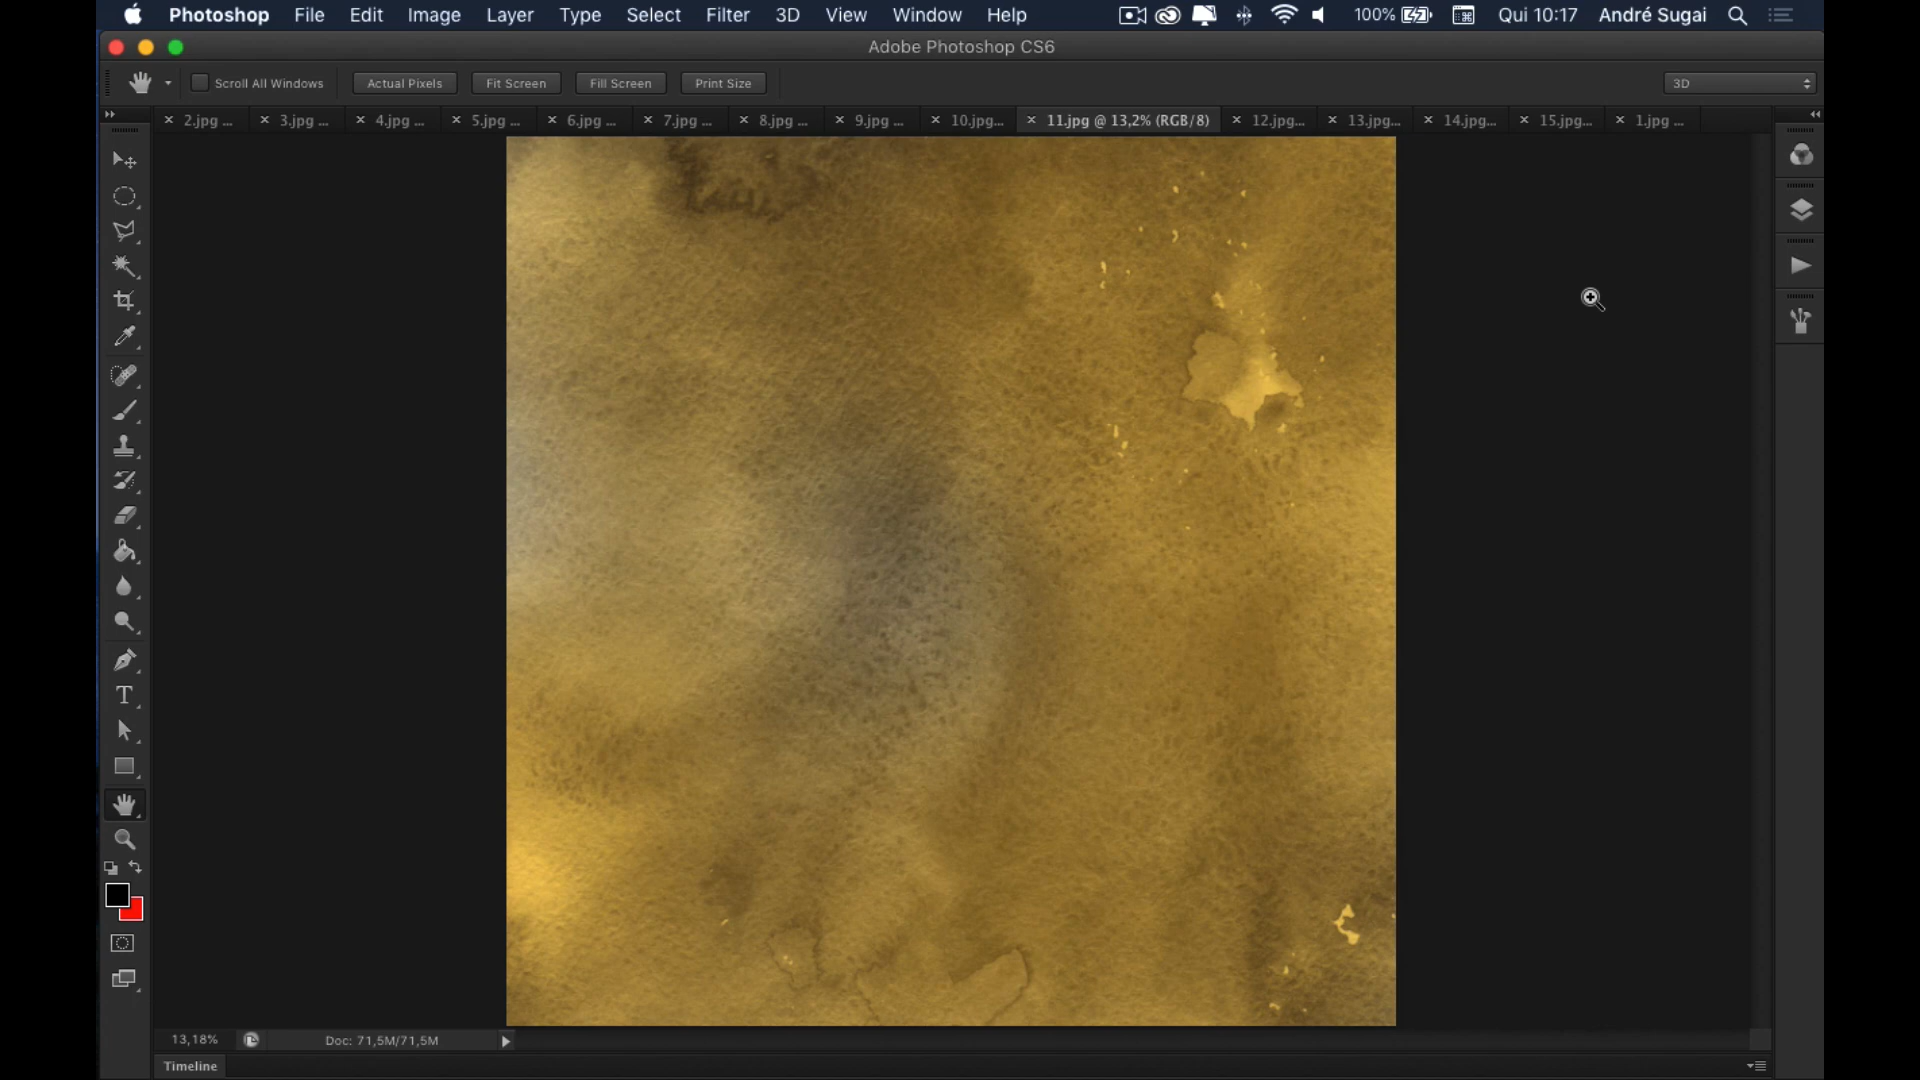 Photoshop File Edit Image Layer Type Select Filter 3D View Window Help 100% Qui 10:17 André Sugai
Adobe Photoshop CS6
Scroll All Windows Actual Pixels Fit Screen Fill Screen Print Size 3D
2.jpg ... 3.jpg ... 4.jpg ... 5.jpg ... 6.jpg ... 7.jpg ... 8.jpg ... 9.jpg ... 10.jpg... 11.jpg @ 13,2% (RGB/8) 12.jpg... 13.jpg... 14.jpg... 15.jpg... 1.jpg ...
T
13,18% Doc: 71,5M/71,5M
Timeline